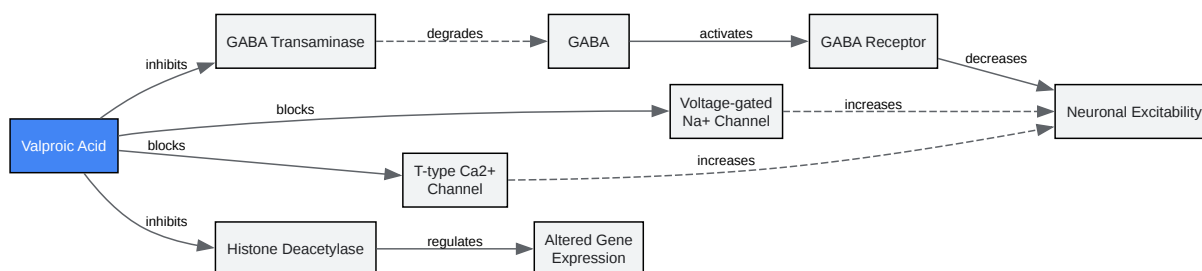 GABA Transaminase
degrades
GABA
activates
GABA Receptor
inhibits
decreases
blocks
Voltage-gated
Na+ Channel
increases
Neuronal Excitability
Valproic Acid
blocks
T-type Ca2+
Channel
increases
inhibits
Histone Deacetylase
regulates
Altered Gene
Expression